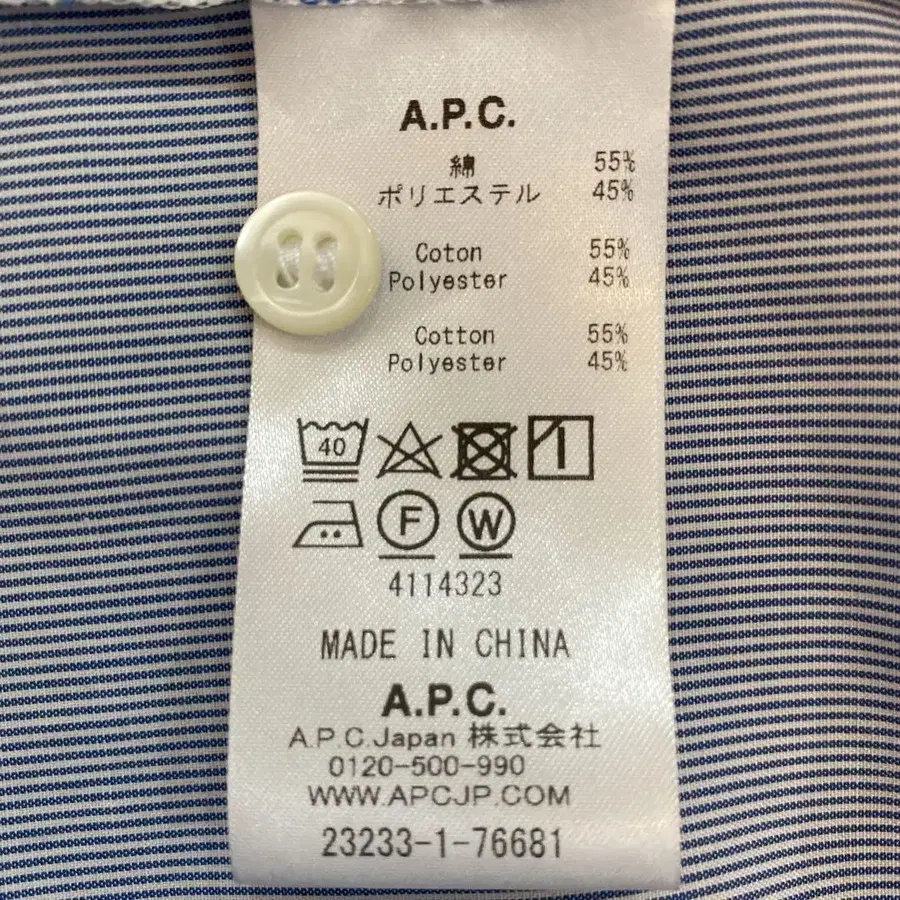 A.P.C.
綿 55%
ポリエステル 45%
Coton 55%
Polyester 45%
Cotton 55%
Polyester 45%
40
F W
4114323
MADE IN CHINA
A.P.C.
A.P.C.Japan 株式会社
0120-500-990
WWW.APCJP.COM
23233-1-76681